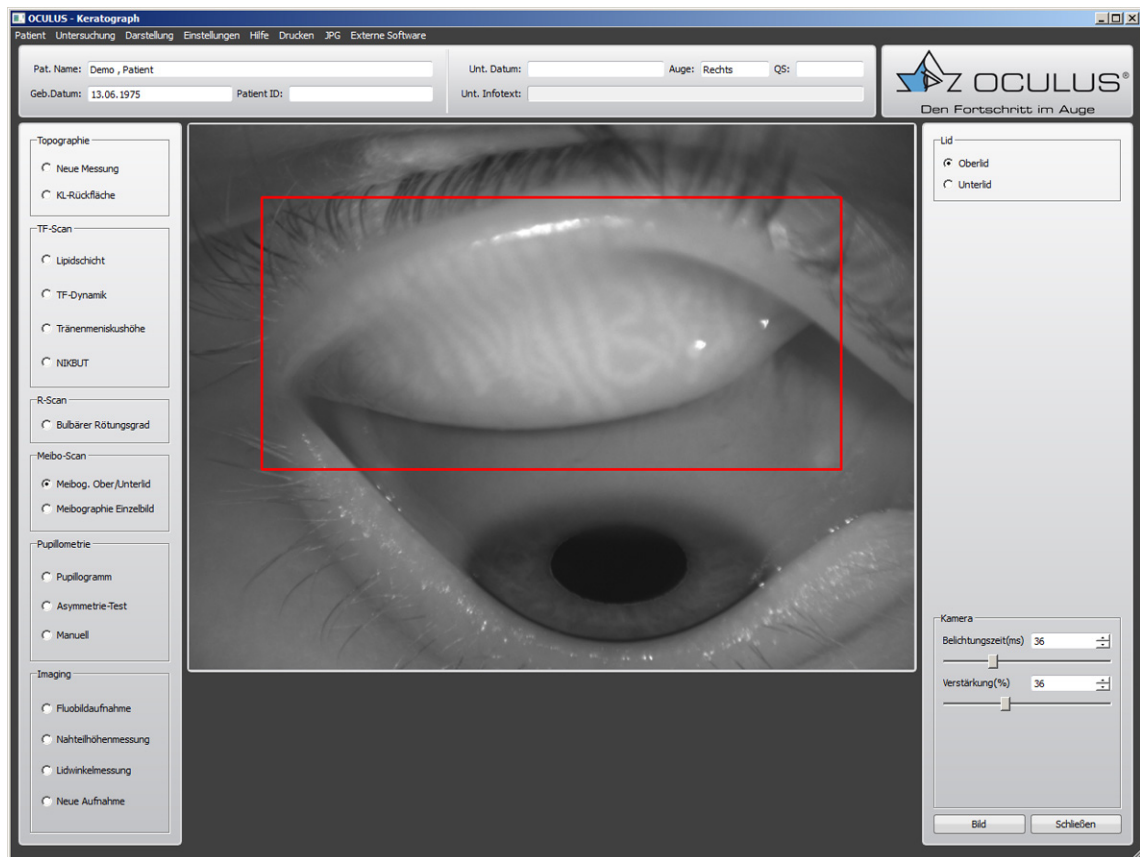 OCULUS - Keratograph
Patient Untersuchung Darstellung Einstellungen Hilfe Drucken JPG Externe Software
Pat. Name: Demo , Patient
Geb.Datum: 13.06.1975 Patient ID:
Unt. Datum: Auge: Rechts QS:
Unt. Infotext:
OCULUS®
Den Fortschritt im Auge
Topographie
Neue Messung
KL-Rückfläche
TF-Scan
Lipidschicht
TF-Dynamik
Tränenmeniskushöhe
NIKBUT
R-Scan
Bulbärer Rötungsgrad
Meibo-Scan
Meibog. Ober/Unterlid
Meibographie Einzelbild
Pupillometrie
Pupillogramm
Asymmetrie-Test
Manuell
Imaging
Fluobildaufnahme
Nahteilhöhenmessung
Lidwinkelmessung
Neue Aufnahme
Lid
Oberlid
Unterlid
Kamera
Belichtungszeit(ms) 36
Verstärkung(%) 36
Bild Schließen